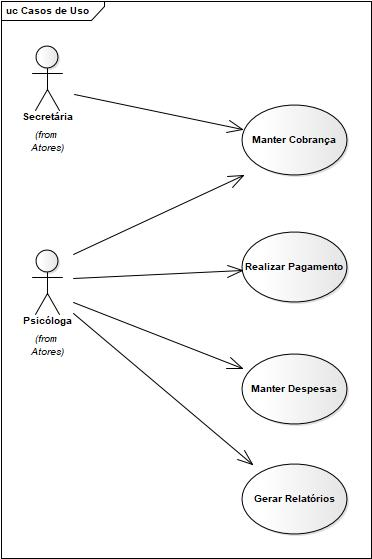 uc Casos de Uso
Secretária
(from
Atores)
Manter Cobrança
Realizar Pagamento
Psicóloga
(from
Atores)
Manter Despesas
Gerar Relatórios